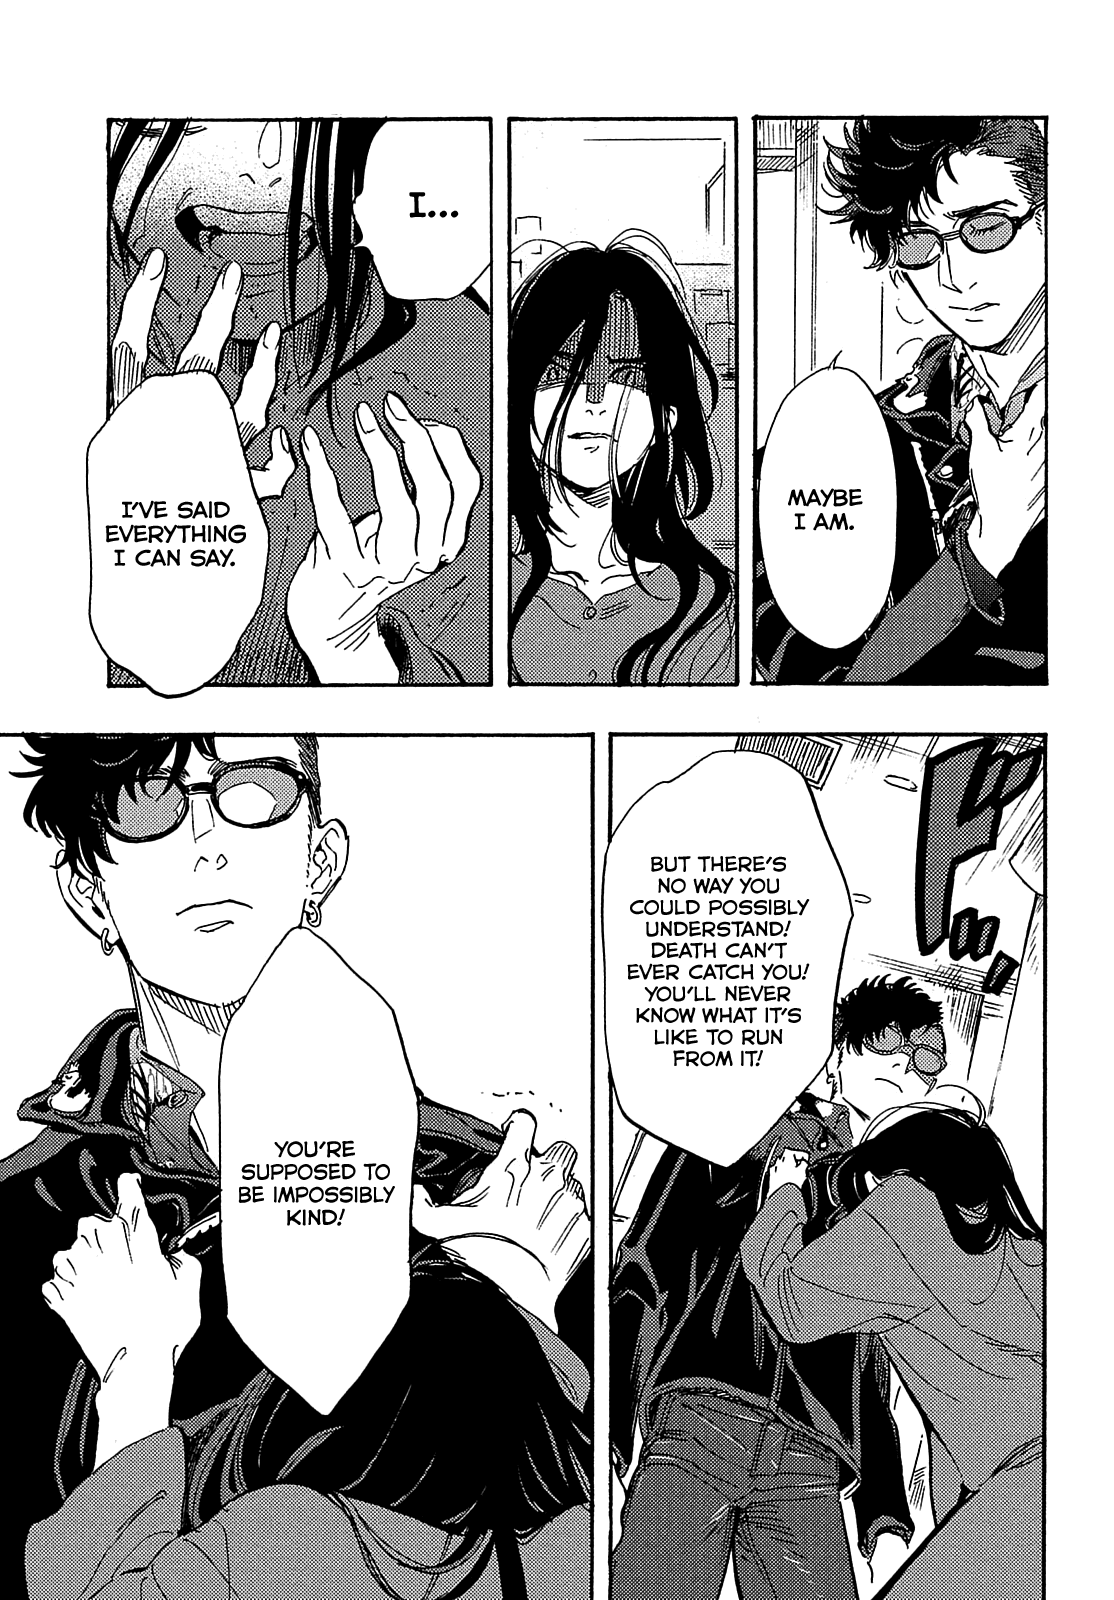 MAYBE
I AM.
I...
I'VE SAID
EVERYTHING
I CAN SAY.
BUT THERE'S
NO WAY YOU
COULD POSSIBLY
UNDERSTAND!
DEATH CAN'T
EVER CATCH YOU!
YOU'LL NEVER
KNOW WHAT IT'S
LIKE TO RUN
FROM IT!
ドン
YOU'RE
SUPPOSED TO
BE IMPOSSIBLY
KIND!